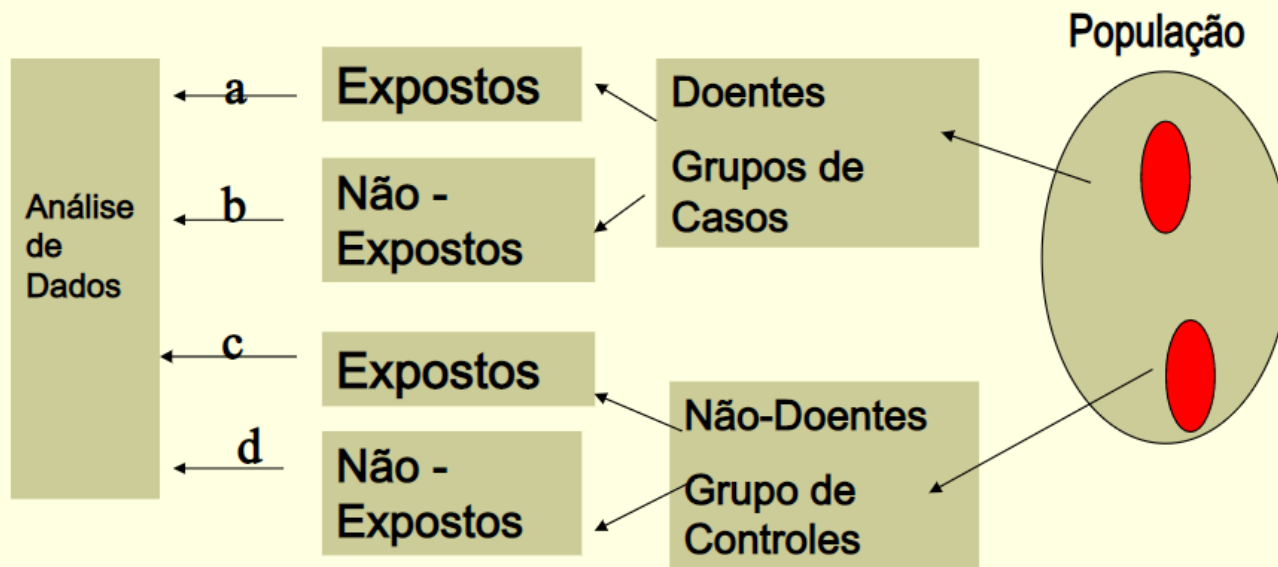 População
a
Expostos
Doentes
Grupos de
Casos
Não -
Expostos
b
Análise
de
Dados
c
Expostos
Não-Doentes
Grupo de
Controles
d
Não -
Expostos